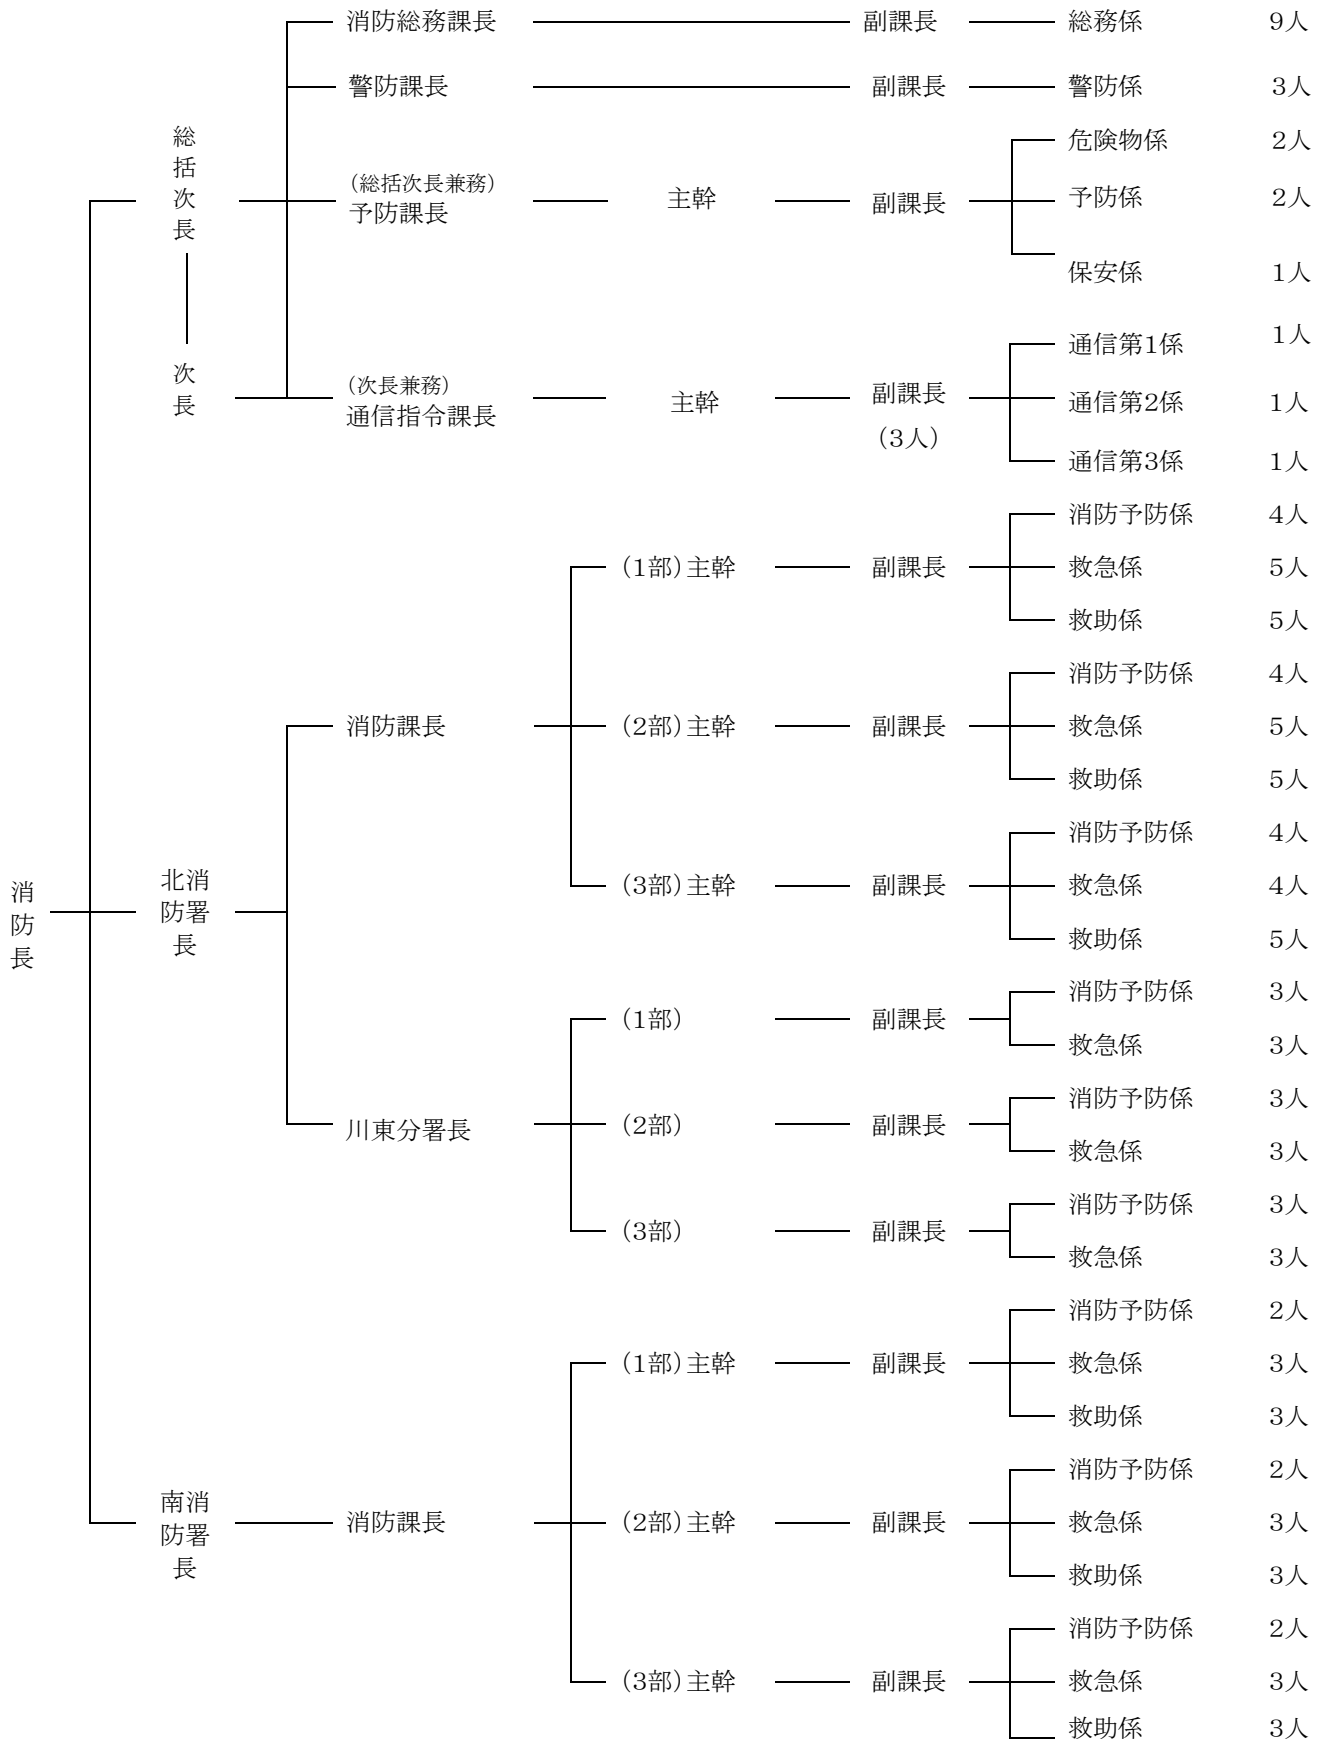 消防総務課長 副課長 総務係 9人
警防課長 副課長 警防係 3人
総括次長
(総括次長兼務)
予防課長 主幹 副課長
危険物係 2人
予防係 2人
保安係 1人
次長
(次長兼務)
通信指令課長 主幹 副課長
(3人)
通信第1係 1人
通信第2係 1人
通信第3係 1人
消防長
北消防署長
消防課長
(1部)主幹 副課長
消防予防係 4人
救急係 5人
救助係 5人
(2部)主幹 副課長
消防予防係 4人
救急係 5人
救助係 5人
(3部)主幹 副課長
消防予防係 4人
救急係 4人
救助係 5人
川東分署長
(1部) 副課長
消防予防係 3人
救急係 3人
(2部) 副課長
消防予防係 3人
救急係 3人
(3部) 副課長
消防予防係 3人
救急係 3人
南消防署長
消防課長
(1部)主幹 副課長
消防予防係 2人
救急係 3人
救助係 3人
(2部)主幹 副課長
消防予防係 2人
救急係 3人
救助係 3人
(3部)主幹 副課長
消防予防係 2人
救急係 3人
救助係 3人